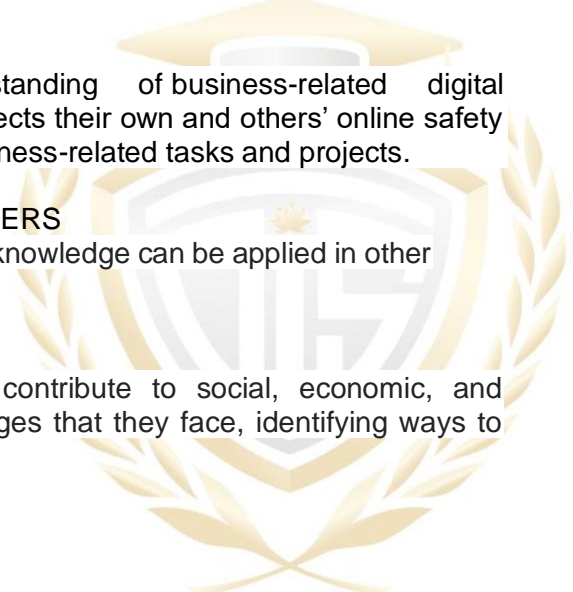 standing of business-related digital
ects their own and others' online safety
ness-related tasks and projects.
ERS
knowledge can be applied in other
contribute to social, economic, and
ges that they face, identifying ways to